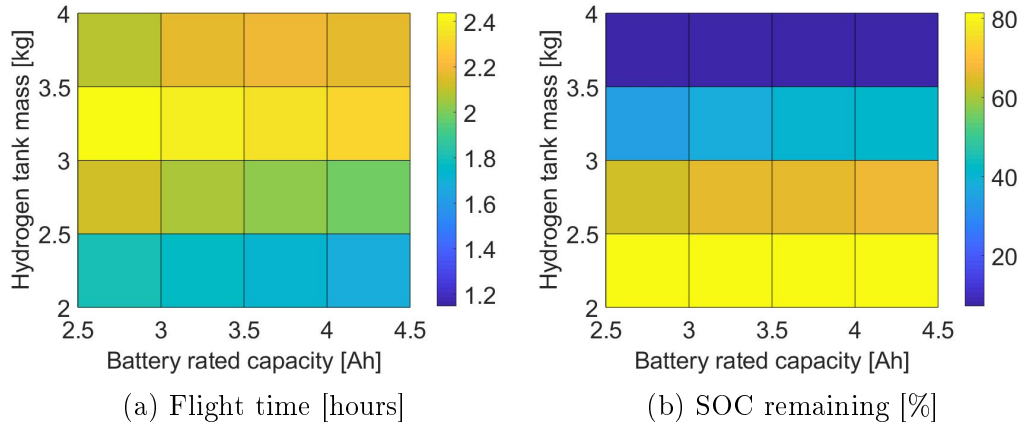 4
3.5
3
2.5
2
Hydrogen tank mass [kg]
2.5 3 3.5 4 4.5
Battery rated capacity [Ah]
2.4
2.2
2
1.8
1.6
1.4
1.2
(a) Flight time [hours]
4
3.5
3
2.5
2
Hydrogen tank mass [kg]
2.5 3 3.5 4 4.5
Battery rated capacity [Ah]
80
60
40
20
(b) SOC remaining [%]